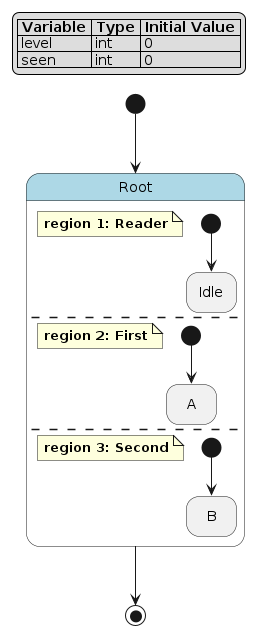 Variable Type Initial Value
level int 0
seen int 0
Root
region 1: Reader
Idle
region 2: First
A
region 3: Second
B